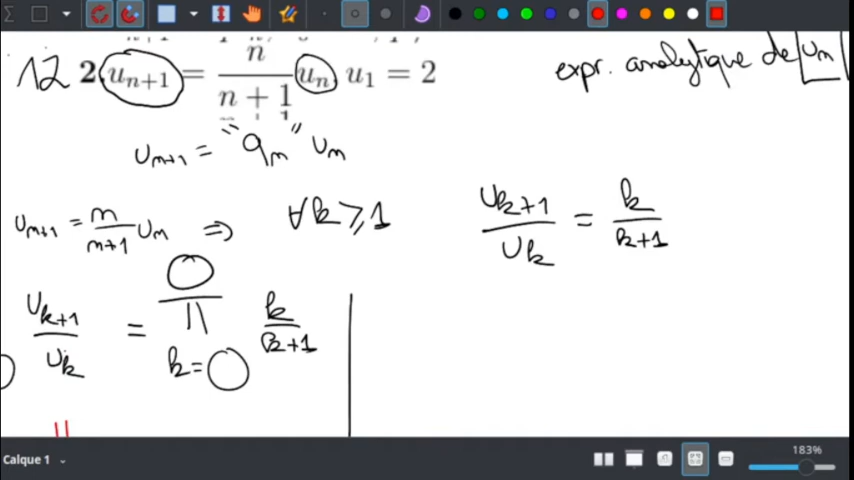 12 2 u_{n+1} = n/(n+1) u_n, u_1 = 2
expr. analytique de u_n
u_{n+1} = "q_n" u_n
u_{n+1} = n/(n+1) u_n ⇒ ∀k ≥ 1
u_{k+1}/u_k = k/(k+1)
u_{k+1}/u_k = ∏ k/(k+1)
k=
Calque 1
183%